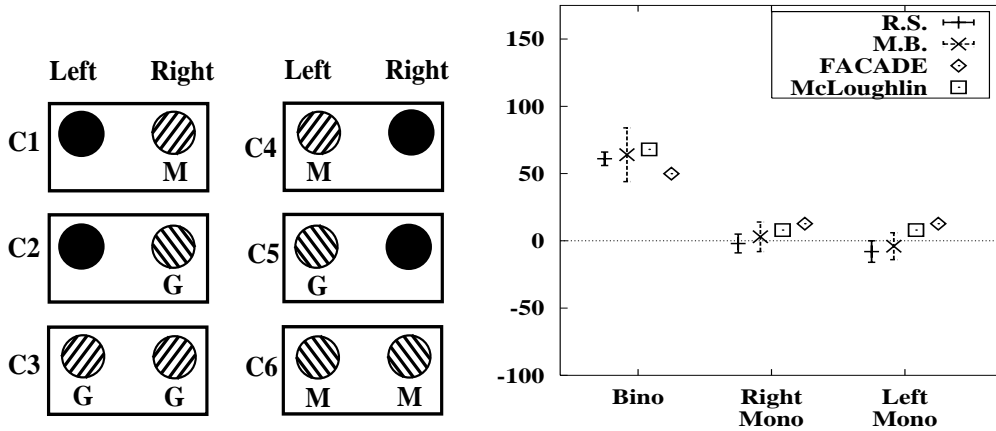 Left Right Left Right
C1 M C4 M
C2 G C5 G
C3 G G C6 M M
R.S.
M.B.
FACADE
McLoughlin
150
100
50
0
-50
-100
Bino Right Mono Left Mono